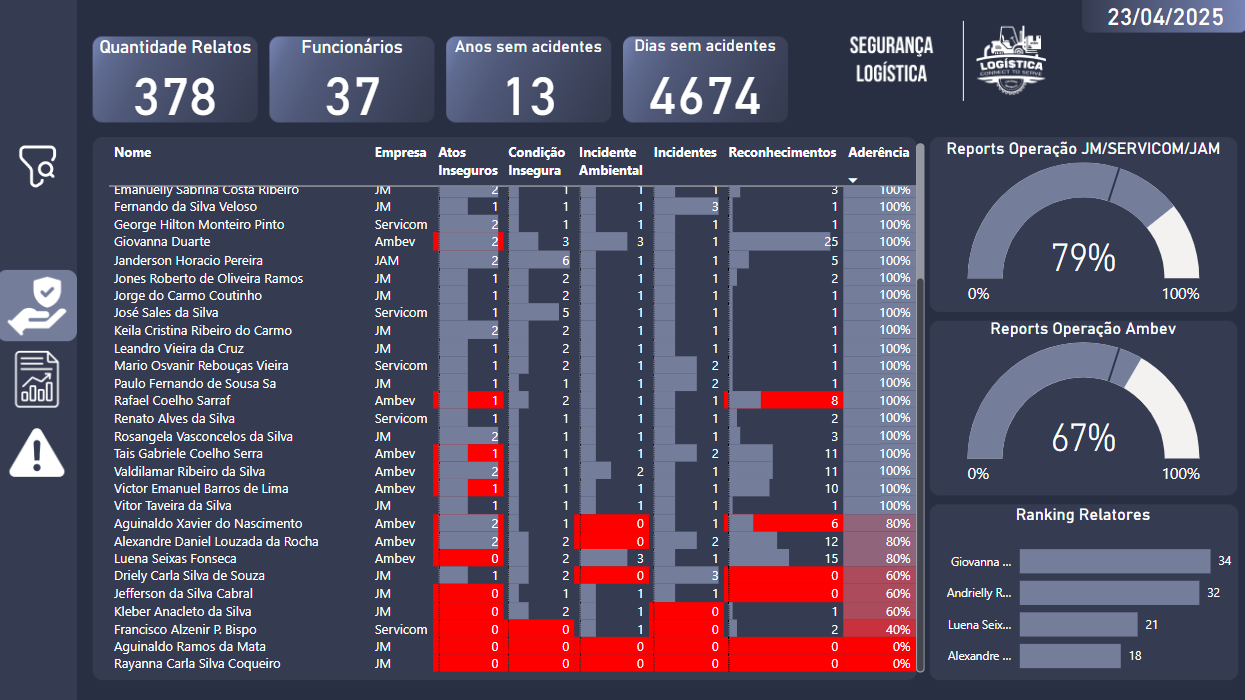 23/04/2025
Quantidade Relatos
378
Funcionários
37
Anos sem acidentes
13
Dias sem acidentes
4674
SEGURANÇA
LOGÍSTICA
LOGÍSTICA
CONNECT TO SERVE
Nome Empresa Atos Inseguros Condição Insegura Incidente Ambiental Incidentes Reconhecimentos Aderência
Emanuelly Sabrina Costa Ribeiro JM 2 1 1 1 3 100%
Fernando da Silva Veloso JM 1 1 1 3 1 100%
George Hilton Monteiro Pinto Servicom 2 1 1 1 1 100%
Giovanna Duarte Ambev 2 3 3 1 25 100%
Janderson Horacio Pereira JAM 2 6 1 1 5 100%
Jones Roberto de Oliveira Ramos JM 1 2 1 1 2 100%
Jorge do Carmo Coutinho JM 1 2 1 1 1 100%
José Sales da Silva Servicom 1 5 1 1 1 100%
Keila Cristina Ribeiro do Carmo JM 2 2 1 1 1 100%
Leandro Vieira da Cruz JM 1 2 1 1 1 100%
Mario Osvanir Rebouças Vieira Servicom 1 2 1 2 1 100%
Paulo Fernando de Sousa Sa JM 1 1 1 2 1 100%
Rafael Coelho Sarraf Ambev 1 2 1 1 8 100%
Renato Alves da Silva Servicom 1 1 1 1 2 100%
Rosangela Vasconcelos da Silva JM 2 1 1 1 3 100%
Tais Gabriele Coelho Serra Ambev 1 1 1 2 11 100%
Valdilamar Ribeiro da Silva Ambev 2 1 2 1 11 100%
Victor Emanuel Barros de Lima Ambev 1 1 1 1 10 100%
Vitor Taveira da Silva JM 1 1 1 1 1 100%
Aguinaldo Xavier do Nascimento Ambev 2 1 0 1 6 80%
Alexandre Daniel Louzada da Rocha Ambev 2 2 0 2 12 80%
Luena Seixas Fonseca Ambev 0 2 3 1 15 80%
Driely Carla Silva de Souza JM 1 2 0 3 0 60%
Jefferson da Silva Cabral JM 0 1 1 1 0 60%
Kleber Anacleto da Silva JM 0 2 1 0 1 60%
Francisco Alzenir P. Bispo Servicom 0 0 1 0 2 40%
Aguinaldo Ramos da Mata JM 0 0 0 0 0 0%
Rayanna Carla Silva Coqueiro JM 0 0 0 0 0 0%
Reports Operação JM/SERVICOM/JAM
79%
0% 100%
Reports Operação Ambev
67%
0% 100%
Ranking Relatores
Giovanna ... 34
Andrielly R... 32
Luena Seix... 21
Alexandre ... 18